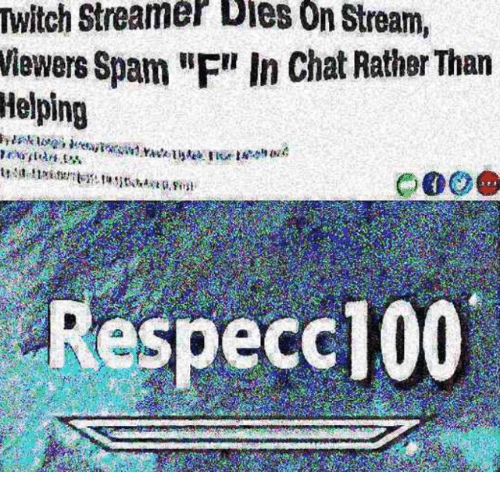 Twitch Streamer Dies On Stream,
Viewers Spam "F" In Chat Rather Than
Helping
Respecc100